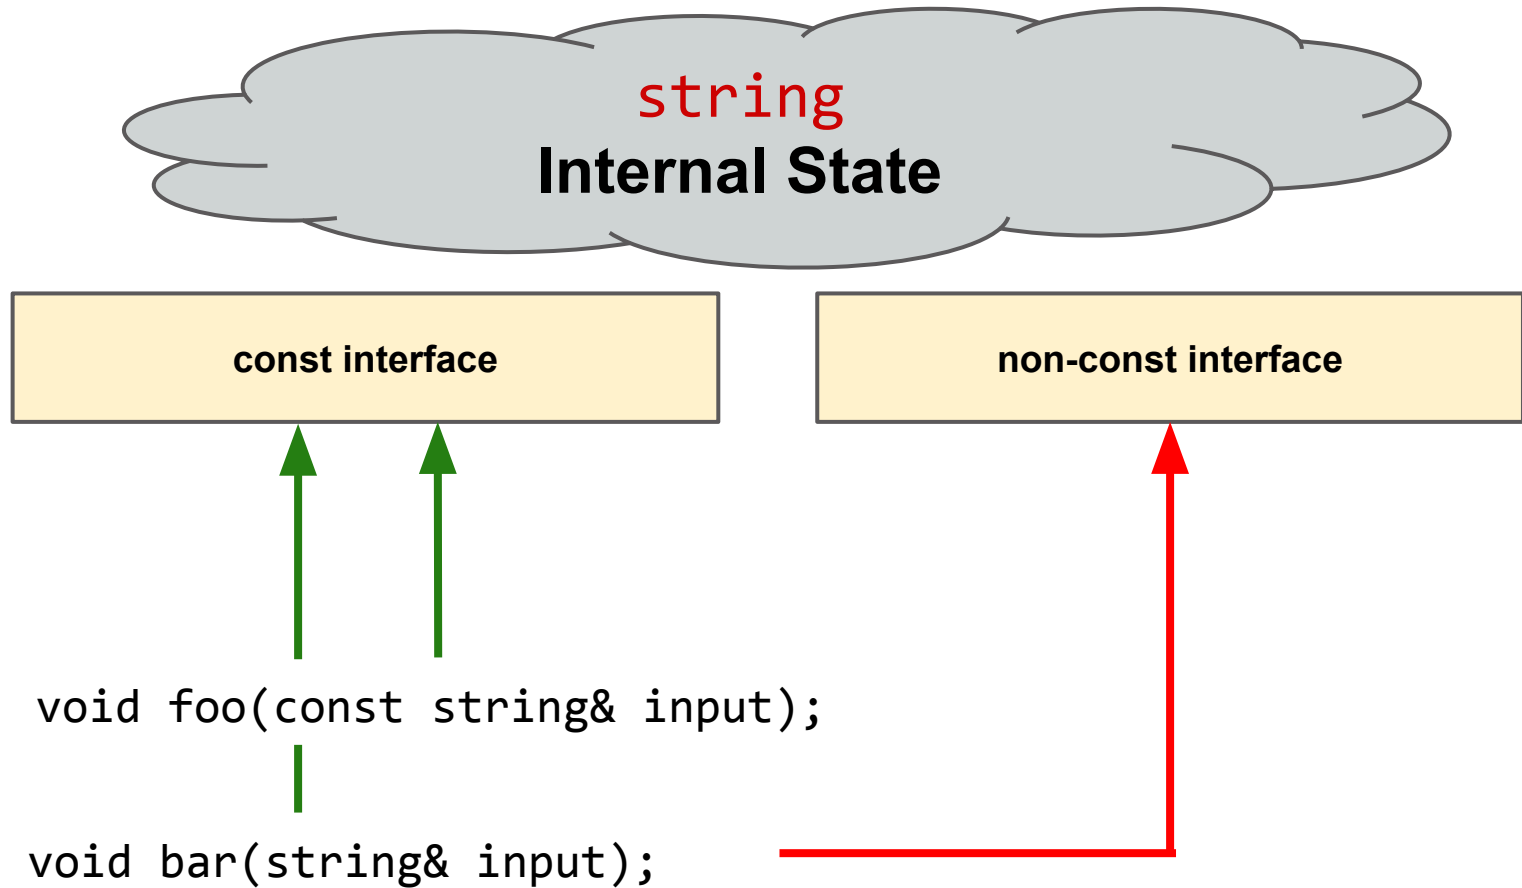 string
Internal State
const interface
non-const interface
void foo(const string& input);
void bar(string& input);